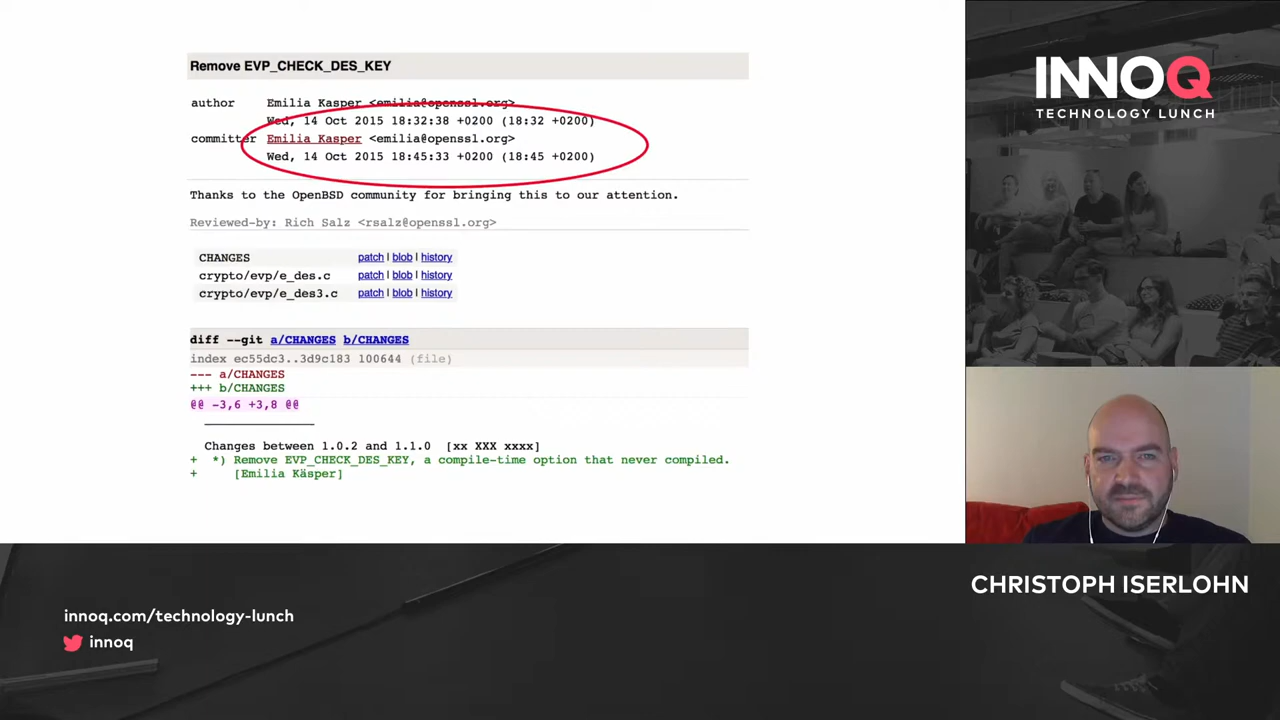 Remove EVP_CHECK_DES_KEY
author Emilia Kasper <emilia@openssl.org>
Wed, 14 Oct 2015 18:32:38 +0200 (18:32 +0200)
committer Emilia Kasper <emilia@openssl.org>
Wed, 14 Oct 2015 18:45:33 +0200 (18:45 +0200)
Thanks to the OpenBSD community for bringing this to our attention.
Reviewed-by: Rich Salz <rsalz@openssl.org>
CHANGES patch | blob | history
crypto/evp/e_des.c patch | blob | history
crypto/evp/e_des3.c patch | blob | history
diff --git a/CHANGES b/CHANGES
index ec55dc3..3d9c183 100644 (file)
--- a/CHANGES
+++ b/CHANGES
@@ -3,6 +3,8 @@
Changes between 1.0.2 and 1.1.0 [xx XXX xxxx]
+ *) Remove EVP_CHECK_DES_KEY, a compile-time option that never compiled.
+ [Emilia Käsper]
INNOQ
TECHNOLOGY LUNCH
CHRISTOPH ISERLOHN
innoq.com/technology-lunch
innoq